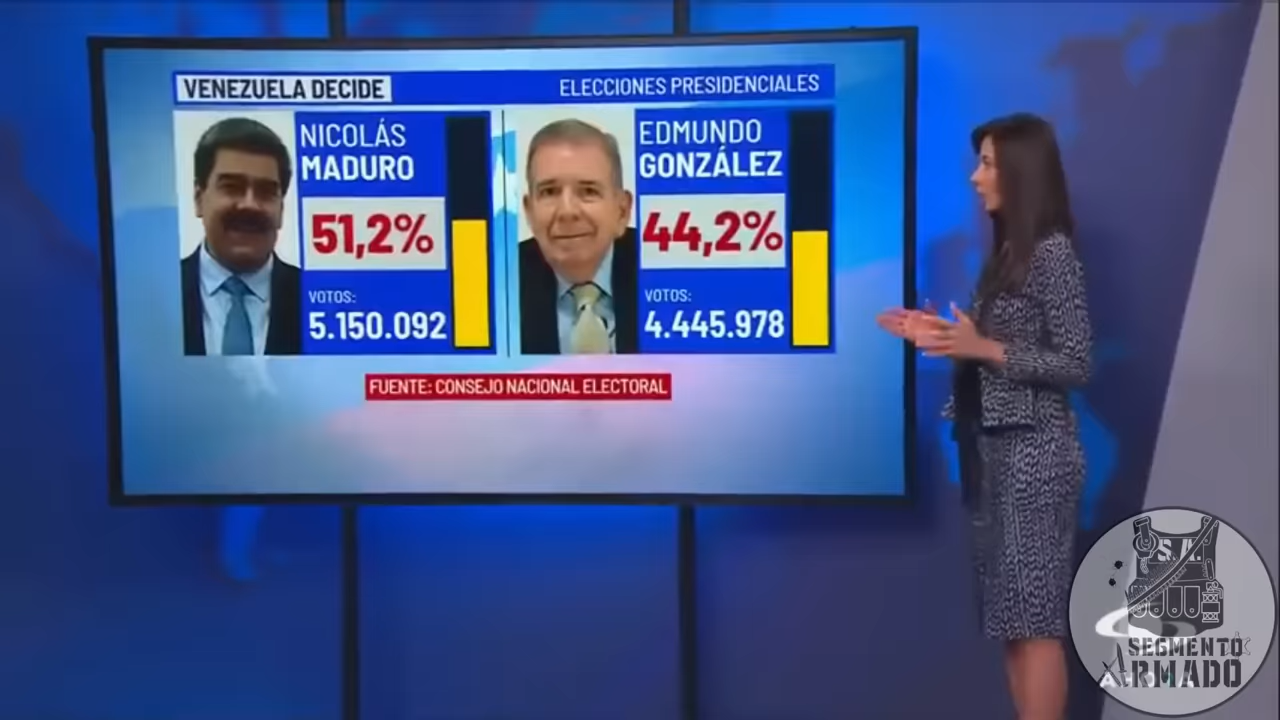 VENEZUELA DECIDE
ELECCIONES PRESIDENCIALES
NICOLÁS
MADURO
51,2%
VOTOS:
5.150.092
EDMUNDO
GONZÁLEZ
44,2%
VOTOS:
4.445.978
FUENTE: CONSEJO NACIONAL ELECTORAL
S.A.
SEGMENTO
ARMADO